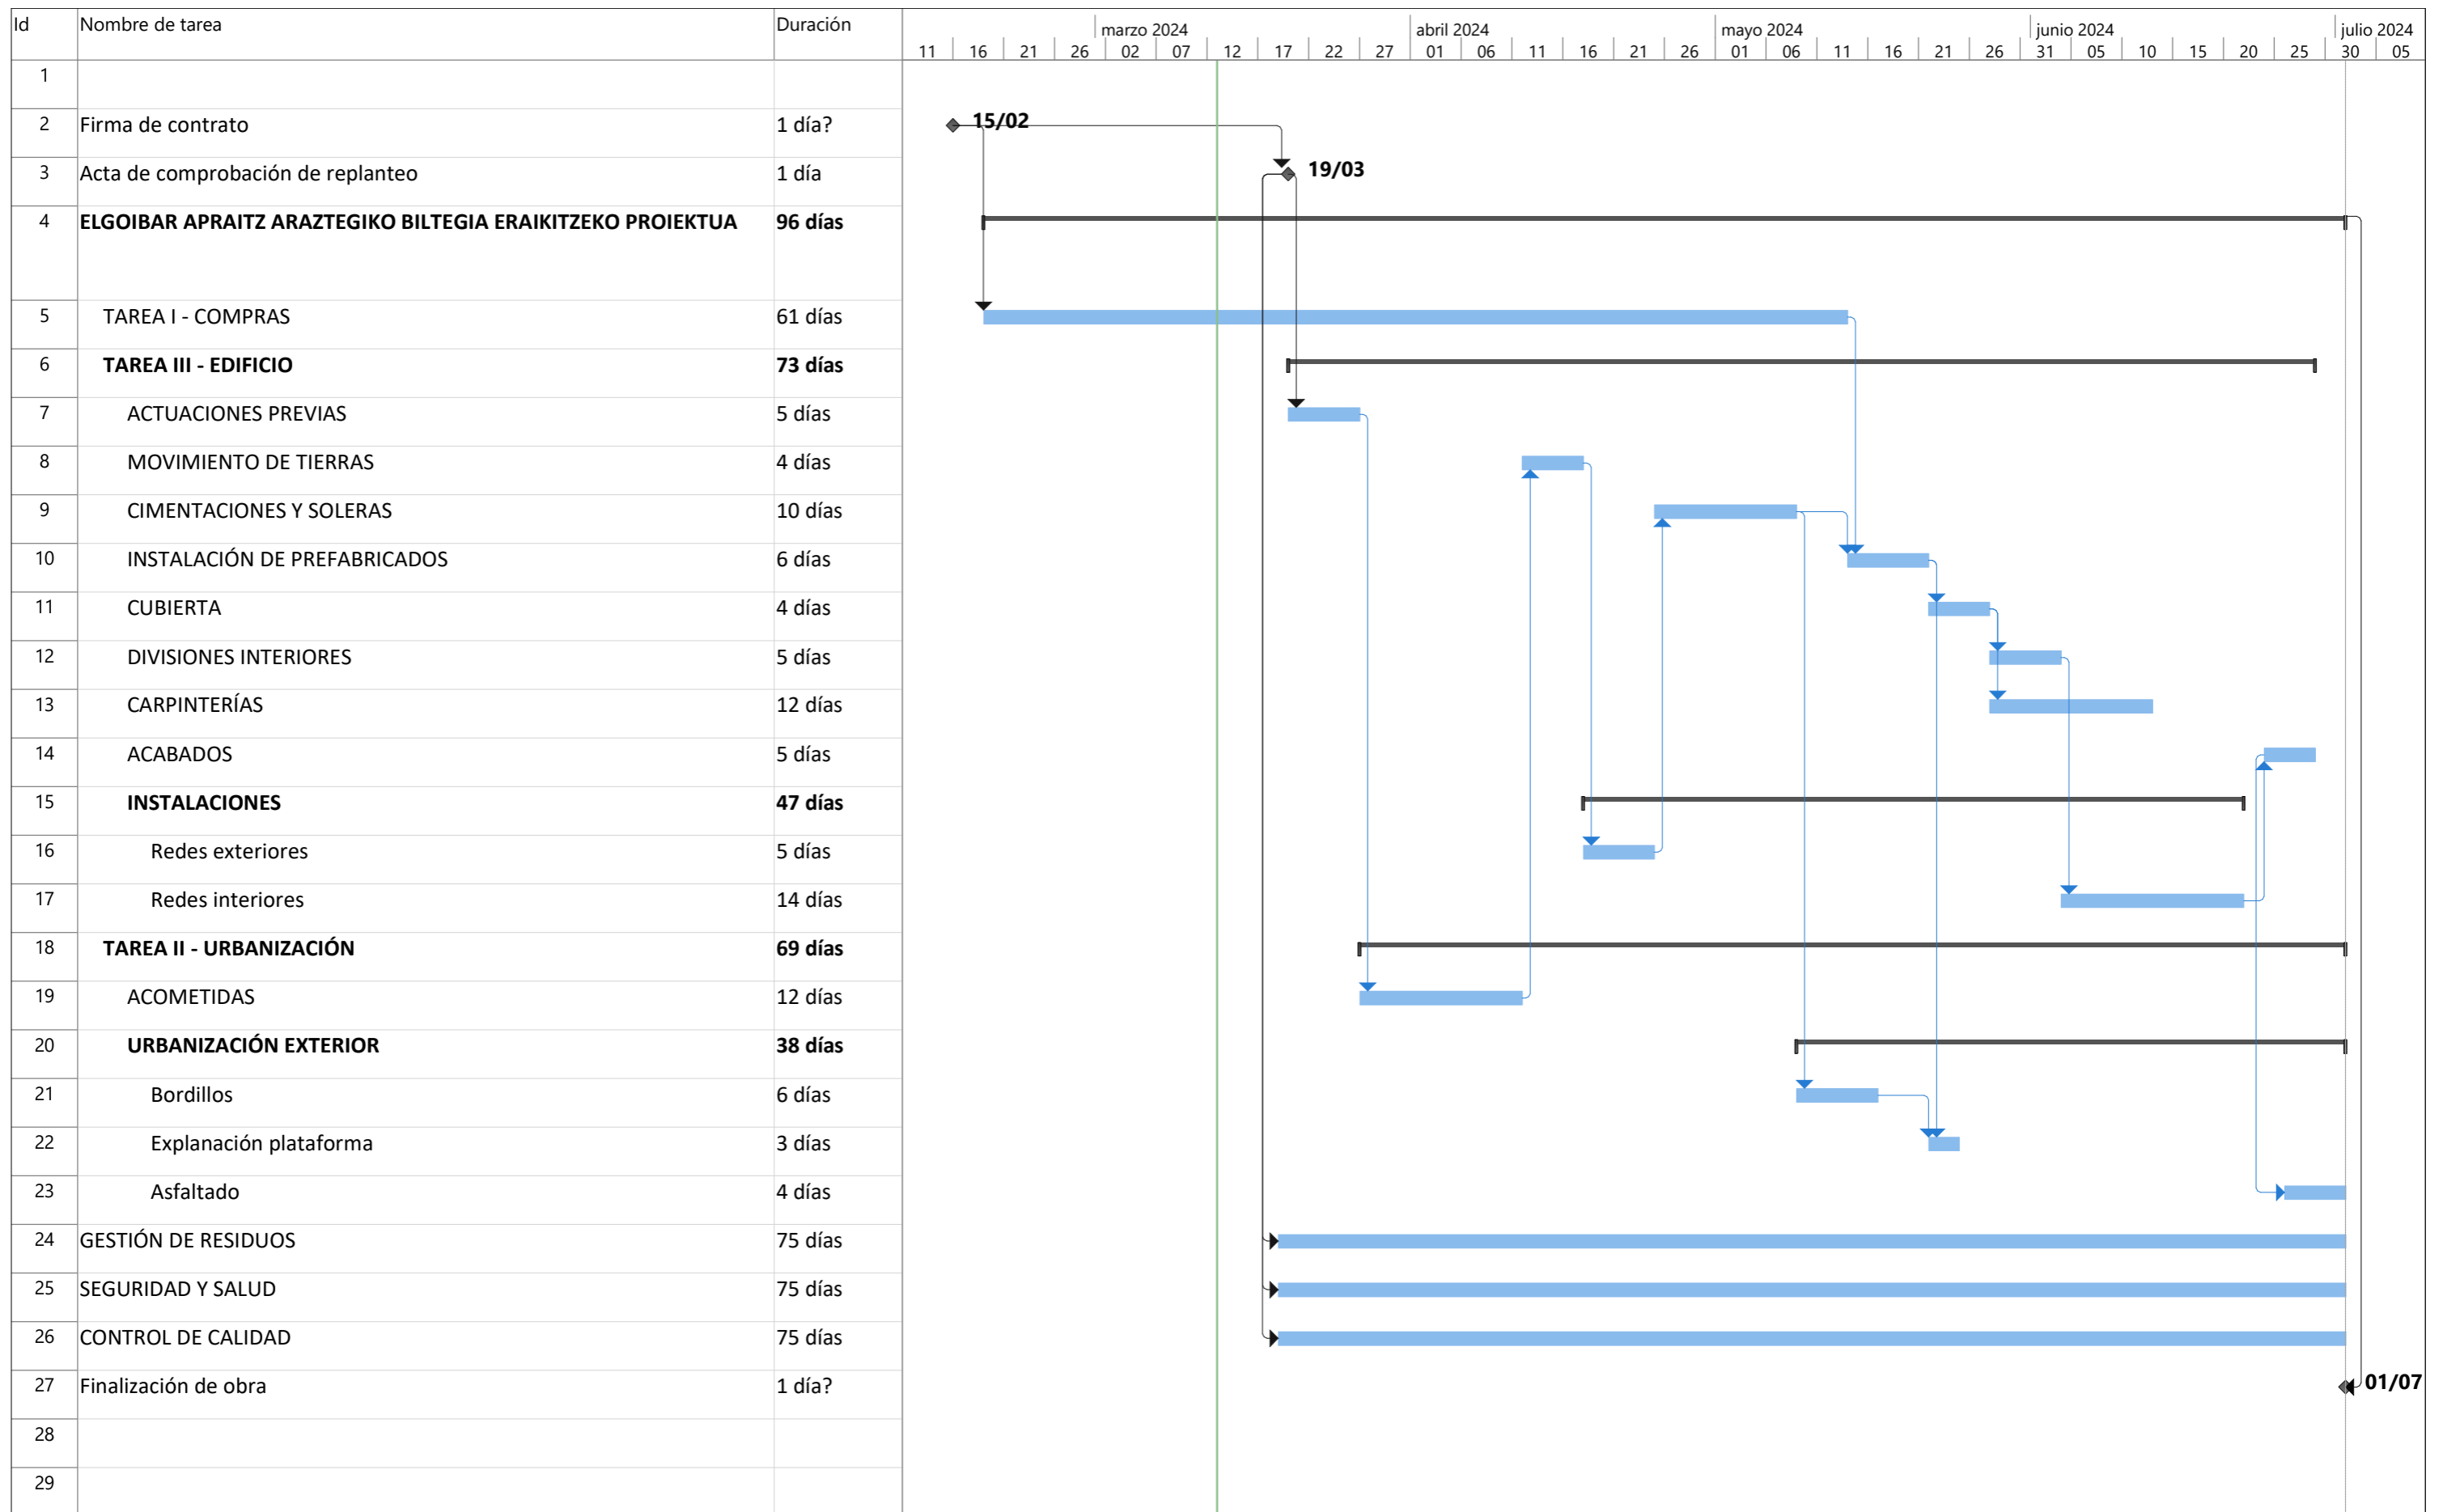 Id Nombre de tarea Duración
marzo 2024 abril 2024 mayo 2024 junio 2024 julio 2024
11 16 21 26 02 07 12 17 22 27 01 06 11 16 21 26 01 06 11 16 21 26 31 05 10 15 20 25 30 05
1
2 Firma de contrato 1 día? 15/02
3 Acta de comprobación de replanteo 1 día 19/03
4 ELGOIBAR APRAITZ ARAZTEGIKO BILTEGIA ERAIKITZEKO PROIEKTUA 96 días
5 TAREA I - COMPRAS 61 días
6 TAREA III - EDIFICIO 73 días
7 ACTUACIONES PREVIAS 5 días
8 MOVIMIENTO DE TIERRAS 4 días
9 CIMENTACIONES Y SOLERAS 10 días
10 INSTALACIÓN DE PREFABRICADOS 6 días
11 CUBIERTA 4 días
12 DIVISIONES INTERIORES 5 días
13 CARPINTERÍAS 12 días
14 ACABADOS 5 días
15 INSTALACIONES 47 días
16 Redes exteriores 5 días
17 Redes interiores 14 días
18 TAREA II - URBANIZACIÓN 69 días
19 ACOMETIDAS 12 días
20 URBANIZACIÓN EXTERIOR 38 días
21 Bordillos 6 días
22 Explanación plataforma 3 días
23 Asfaltado 4 días
24 GESTIÓN DE RESIDUOS 75 días
25 SEGURIDAD Y SALUD 75 días
26 CONTROL DE CALIDAD 75 días
27 Finalización de obra 1 día? 01/07
28
29